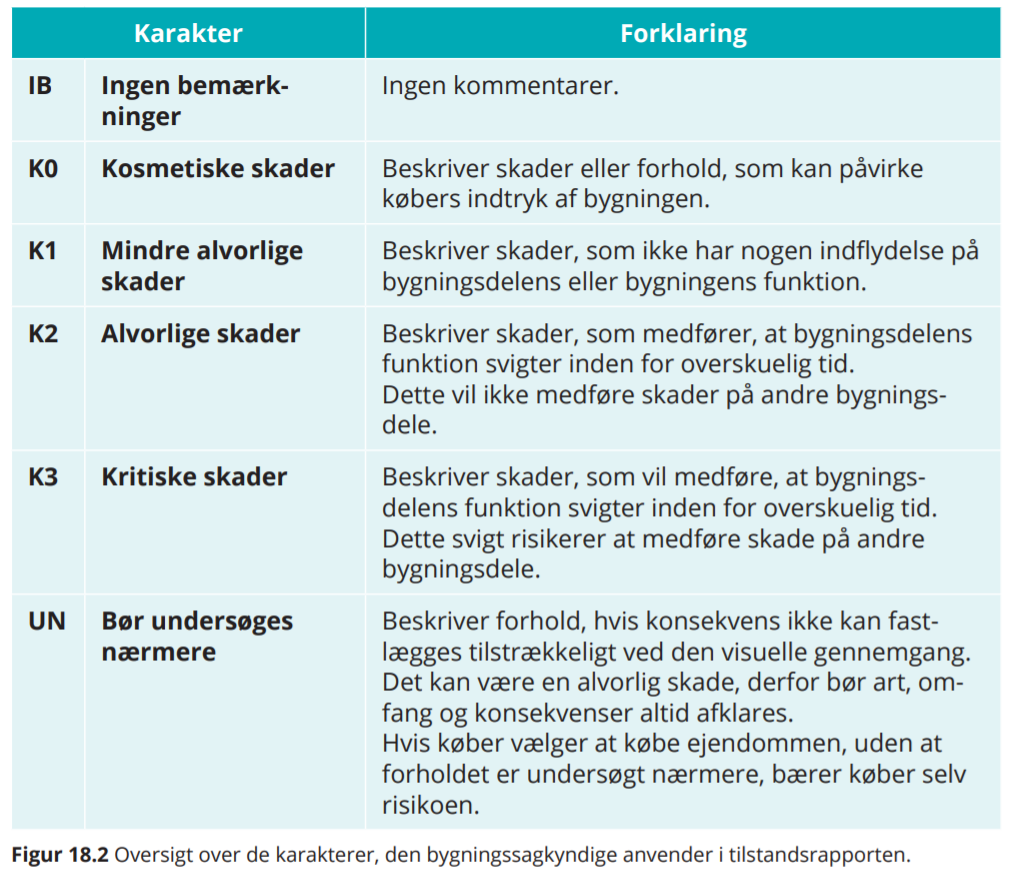 Karakter Forklaring
IB Ingen bemærk- Ingen kommentarer.
ninger
K0 Kosmetiske skader Beskriver skader eller forhold, som kan påvirke
købers indtryk af bygningen.
K1 Mindre alvorlige Beskriver skader, som ikke har nogen indflydelse på
skader bygningsdelens eller bygningens funktion.
K2 Alvorlige skader Beskriver skader, som medfører, at bygningsdelens
funktion svigter inden for overskuelig tid.
Dette vil ikke medføre skader på andre bygnings-
dele.
K3 Kritiske skader Beskriver skader, som vil medføre, at bygnings-
delens funktion svigter inden for overskuelig tid.
Dette svigt risikerer at medføre skade på andre
bygningsdele.
UN Bør undersøges Beskriver forhold, hvis konsekvens ikke kan fast-
nærmere lægges tilstrækkeligt ved den visuelle gennemgang.
Det kan være en alvorlig skade, derfor bør art, om-
fang og konsekvenser altid afklares.
Hvis køber vælger at købe ejendommen, uden at
forholdet er undersøgt nærmere, bærer køber selv
risikoen.
Figur 18.2 Oversigt over de karakterer, den bygningssagkyndige anvender i tilstandsrapporten.